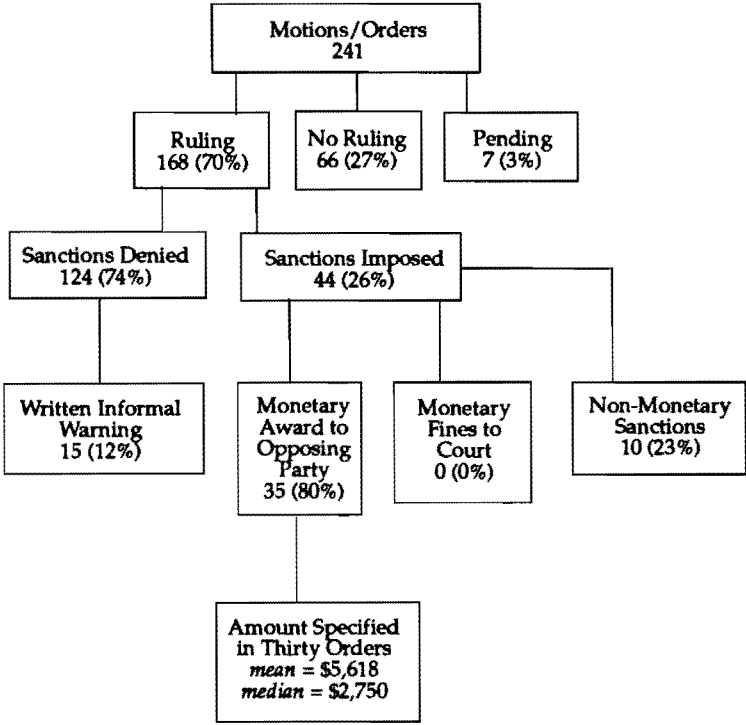 Motions/Orders
241
Ruling
168 (70%)
No Ruling
66 (27%)
Pending
7 (3%)
Sanctions Denied
124 (74%)
Sanctions Imposed
44 (26%)
Written Informal
Warning
15 (12%)
Monetary
Award to
Opposing
Party
35 (80%)
Monetary
Fines to
Court
0 (0%)
Non-Monetary
Sanctions
10 (23%)
Amount Specified
in Thirty Orders
mean = $5,618
median = $2,750